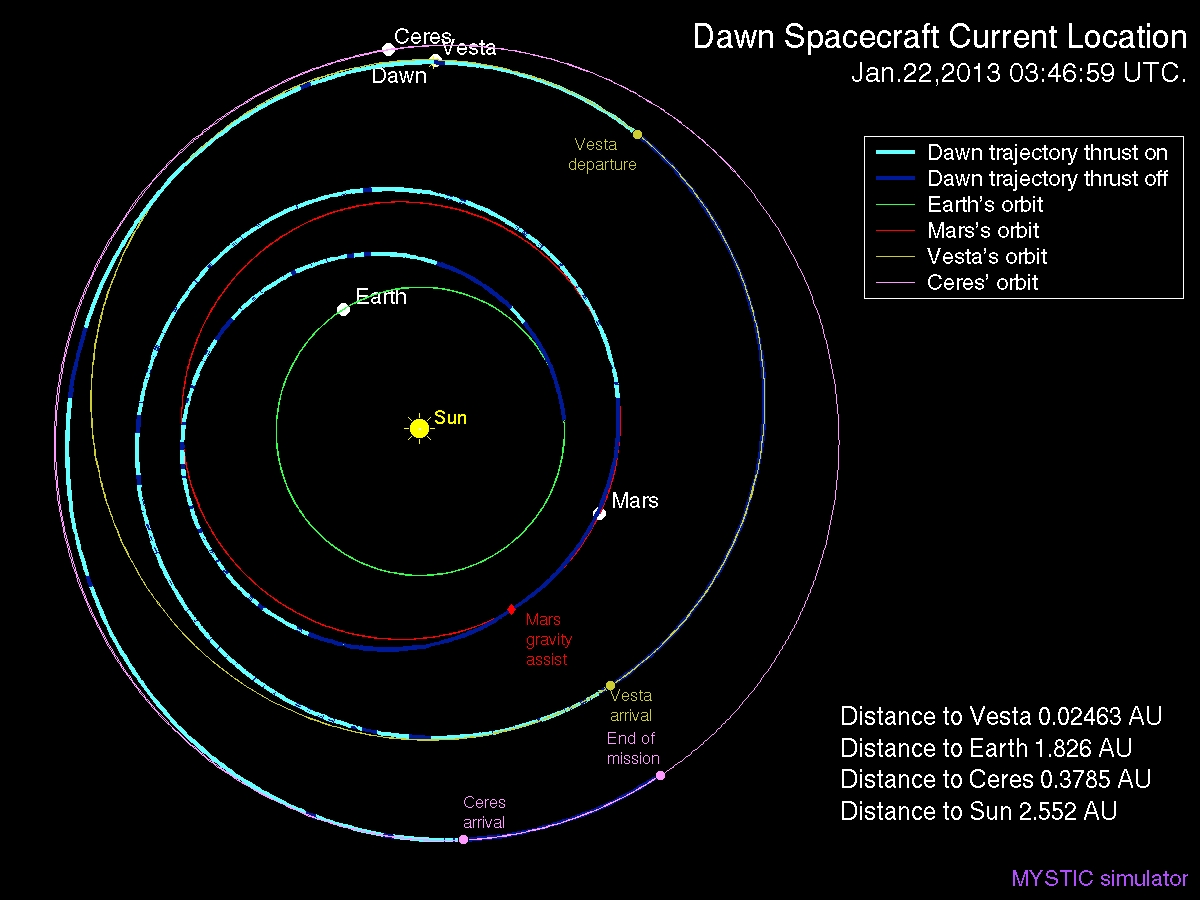 Dawn Spacecraft Current Location
Jan.22,2013 03:46:59 UTC.
Ceres
Vesta
Dawn
Vesta
departure
Dawn trajectory thrust on
Dawn trajectory thrust off
Earth's orbit
Mars's orbit
Vesta's orbit
Ceres' orbit
Earth
Sun
Mars
Mars
gravity
assist
Vesta
arrival
End of
mission
Ceres
arrival
Distance to Vesta 0.02463 AU
Distance to Earth 1.826 AU
Distance to Ceres 0.3785 AU
Distance to Sun 2.552 AU
MYSTIC simulator